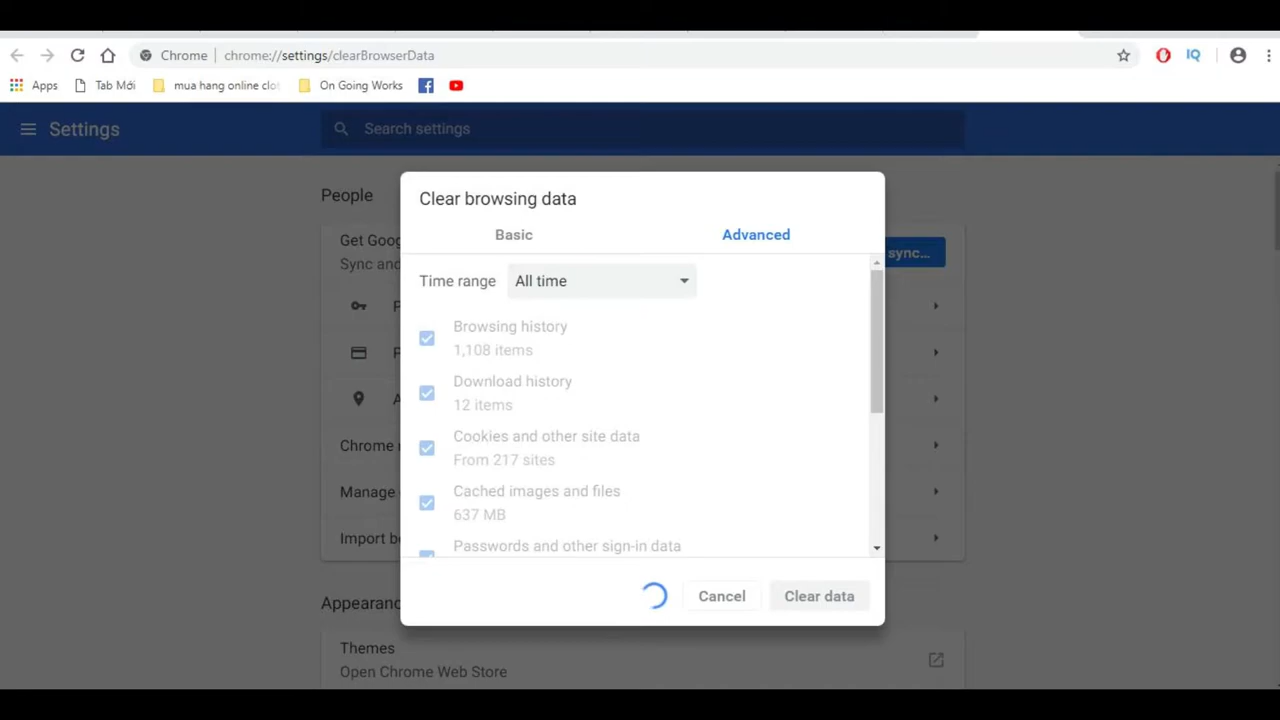 Chrome chrome://settings/clearBrowserData
IQ
Apps Tab Mới mua hang online clot On Going Works
Settings Search settings
People
Clear browsing data
Basic Advanced
Get Goog
Sync and
sync...
Time range All time
Browsing history
1,108 items
Download history
12 items
Cookies and other site data
From 217 sites
Chrome
Cached images and files
637 MB
Manage
Passwords and other sign-in data
Import b
Cancel Clear data
Appearanc
Themes
Open Chrome Web Store